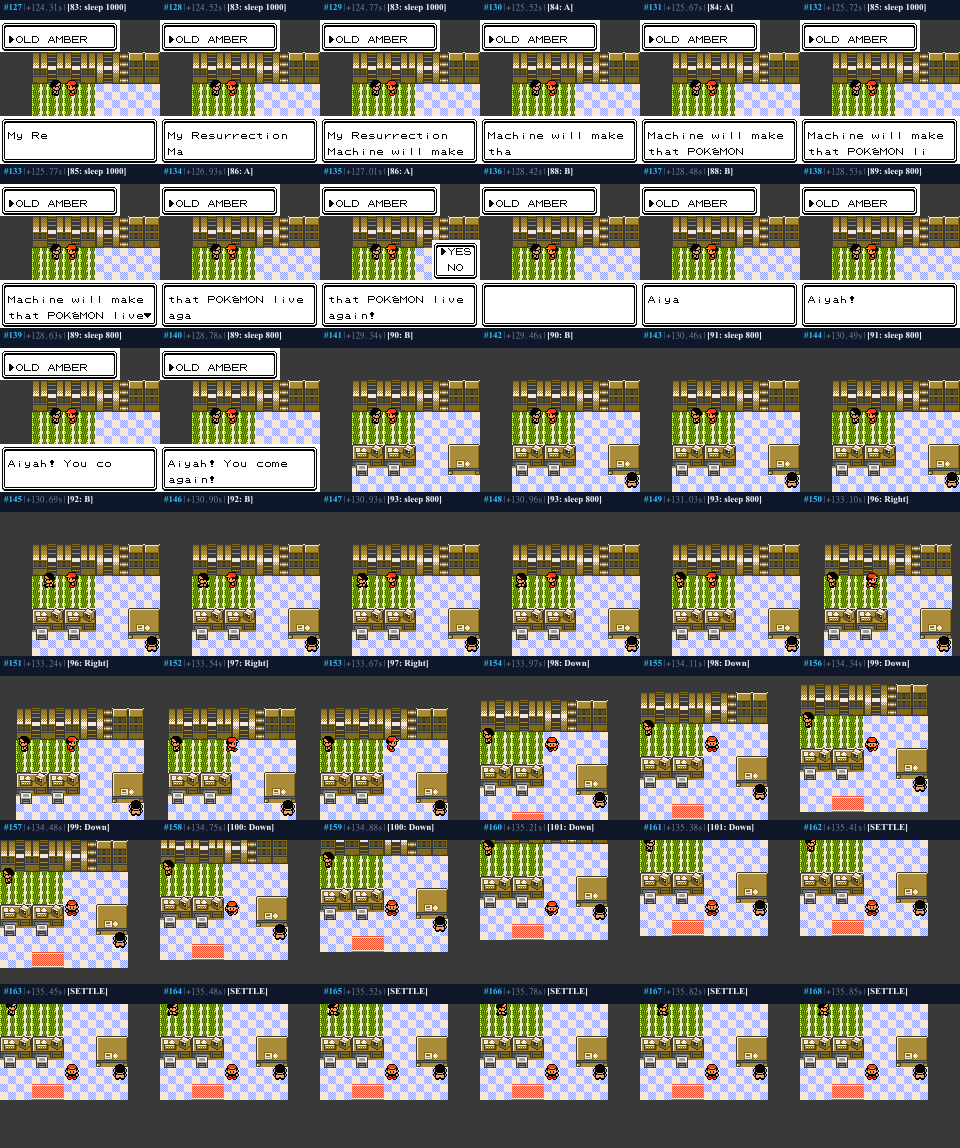 #127|+124.31s|[83: sleep 1000]
▶OLD AMBER
My Re
#128|+124.52s|[83: sleep 1000]
▶OLD AMBER
My Resurrection
Ma
#129|+124.77s|[83: sleep 1000]
▶OLD AMBER
My Resurrection
Machine will make
#130|+125.52s|[84: A]
▶OLD AMBER
Machine will make
tha
#131|+125.67s|[84: A]
▶OLD AMBER
Machine will make
that POKéMON
#132|+125.72s|[85: sleep 1000]
▶OLD AMBER
Machine will make
that POKéMON li
#133|+125.77s|[85: sleep 1000]
▶OLD AMBER
Machine will make
that POKéMON live▼
#134|+126.93s|[86: A]
▶OLD AMBER
that POKéMON live
aga
#135|+127.01s|[86: A]
▶OLD AMBER
▶YES
NO
that POKéMON live
again!
#136|+128.42s|[88: B]
▶OLD AMBER
#137|+128.48s|[88: B]
▶OLD AMBER
Aiya
#138|+128.53s|[89: sleep 800]
▶OLD AMBER
Aiyah!
#139|+128.63s|[89: sleep 800]
▶OLD AMBER
Aiyah! You co
#140|+128.78s|[89: sleep 800]
▶OLD AMBER
Aiyah! You come
again!
#141|+129.34s|[90: B]
#142|+129.46s|[90: B]
#143|+130.46s|[91: sleep 800]
#144|+130.49s|[91: sleep 800]
#145|+130.69s|[92: B]
#146|+130.90s|[92: B]
#147|+130.93s|[93: sleep 800]
#148|+130.96s|[93: sleep 800]
#149|+131.03s|[93: sleep 800]
#150|+133.10s|[96: Right]
#151|+133.24s|[96: Right]
#152|+133.54s|[97: Right]
#153|+133.67s|[97: Right]
#154|+133.97s|[98: Down]
#155|+134.11s|[98: Down]
#156|+134.34s|[99: Down]
#157|+134.48s|[99: Down]
#158|+134.75s|[100: Down]
#159|+134.88s|[100: Down]
#160|+135.21s|[101: Down]
#161|+135.38s|[101: Down]
#162|+135.41s|[SETTLE]
#163|+135.45s|[SETTLE]
#164|+135.48s|[SETTLE]
#165|+135.52s|[SETTLE]
#166|+135.78s|[SETTLE]
#167|+135.82s|[SETTLE]
#168|+135.85s|[SETTLE]